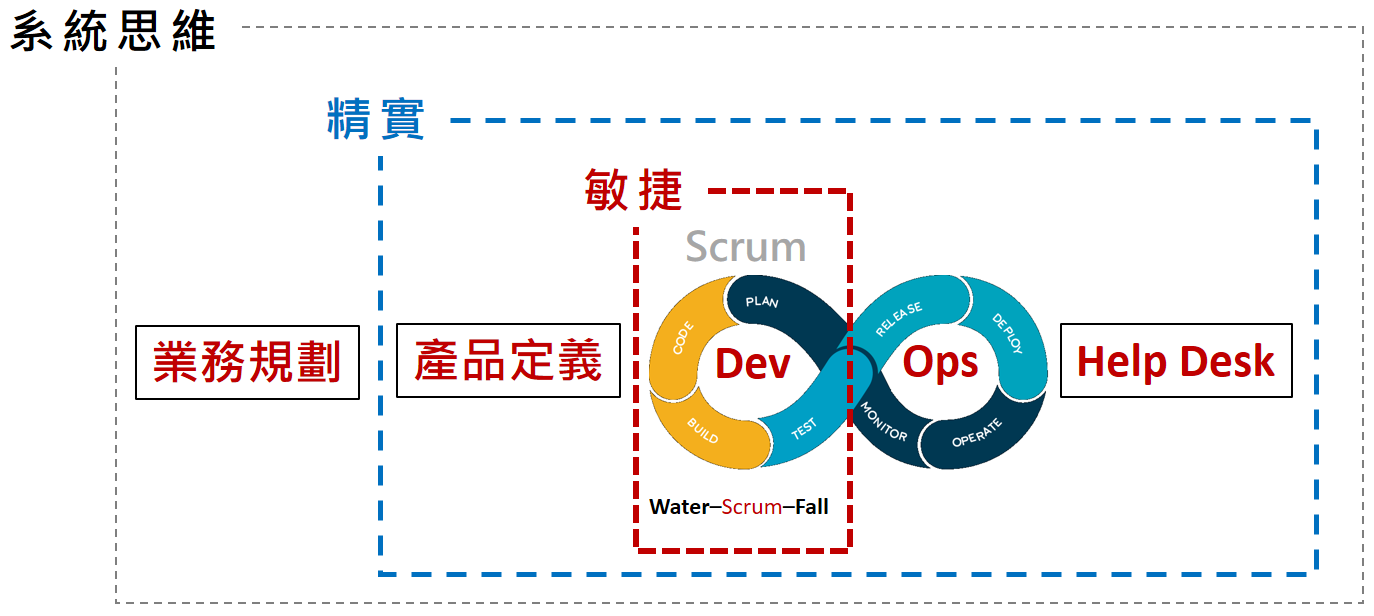 系統思維
精實
敏捷
Scrum
業務規劃
產品定義
PLAN
CODE
BUILD
TEST
Dev
RELEASE
DEPLOY
OPERATE
MONITOR
Ops
Help Desk
Water–Scrum–Fall